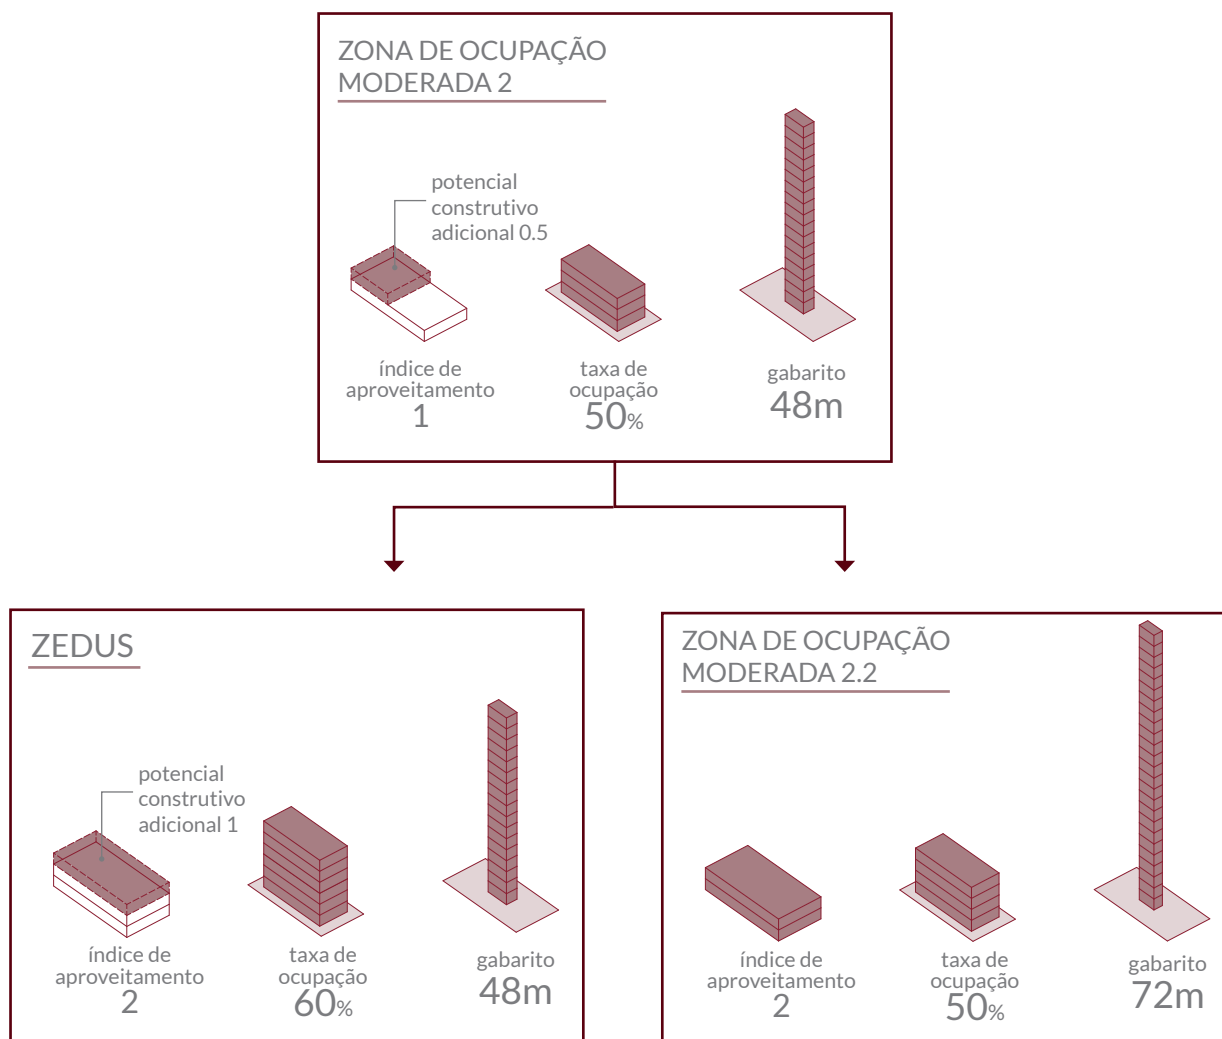 ZONA DE OCUPAÇÃO
MODERADA 2
potencial
construtivo
adicional 0.5
índice de
aproveitamento
1
taxa de
ocupação
50%
gabarito
48m
ZEDUS
potencial
construtivo
adicional 1
índice de
aproveitamento
2
taxa de
ocupação
60%
gabarito
48m
ZONA DE OCUPAÇÃO
MODERADA 2.2
índice de
aproveitamento
2
taxa de
ocupação
50%
gabarito
72m